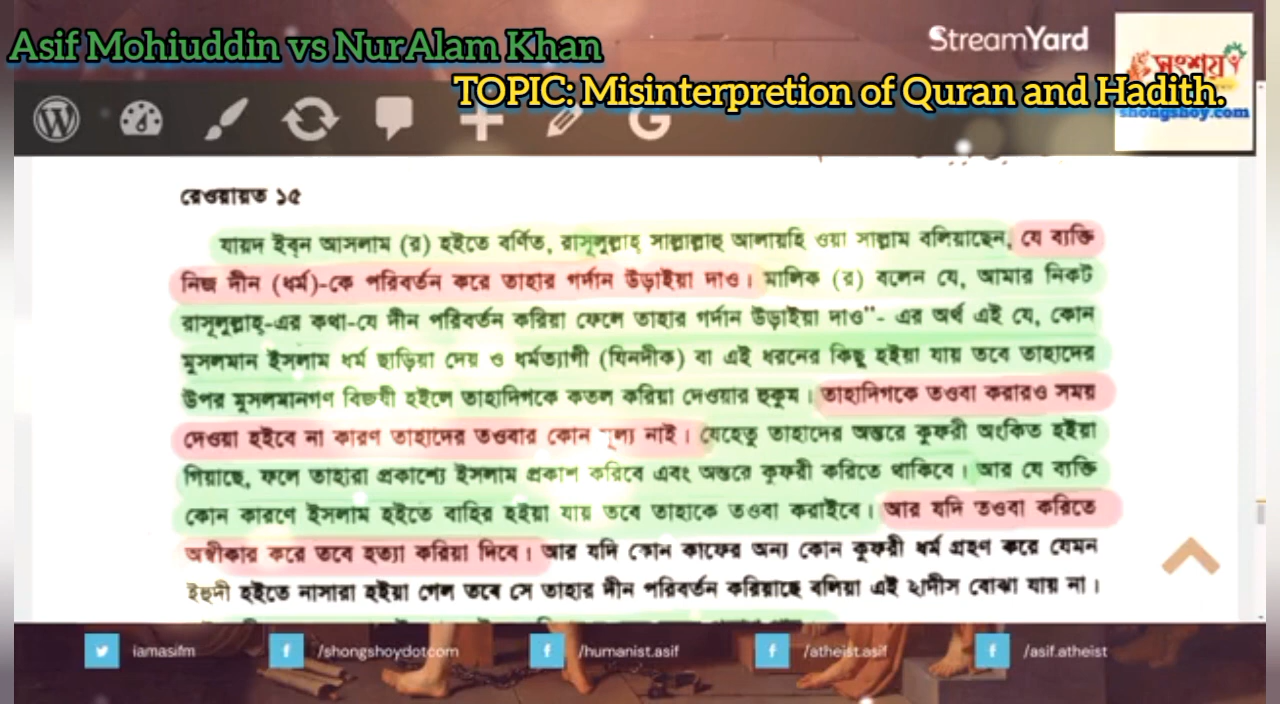 Asif Mohiuddin vs NurAlam Khan
StreamYard
সংশয়
TOPIC: Misinterpretion of Quran and Hadith.
shongshoy.com
রেওয়ায়ত ১৫
যায়দ ইব্‌ন আসলাম (র) হইতে বর্ণিত, রাসূলুল্লাহ্ সাল্লাল্লাহু আলায়হি ওয়া সাল্লাম বলিয়াছেন, যে ব্যক্তি
নিজ দীন (ধর্ম)-কে পরিবর্তন করে তাহার গর্দান উড়াইয়া দাও। মালিক (র) বলেন যে, আমার নিকট
রাসূলুল্লাহ্-এর কথা-যে দীন পরিবর্তন করিয়া ফেলে তাহার গর্দান উড়াইয়া দাও"- এর অর্থ এই যে, কোন
মুসলমান ইসলাম ধর্ম ছাড়িয়া দেয় ও ধর্মত্যাগী (যিনদীক) বা এই ধরনের কিছু হইয়া যায় তবে তাহাদের
উপর মুসলমানগণ বিজয়ী হইলে তাহাদিগকে কতল করিয়া দেওয়ার হুকুম। তাহাদিগকে তওবা করারও সময়
দেওয়া হইবে না কারণ তাহাদের তওবার কোন মূল্য নাই। যেহেতু তাহাদের অন্তরে কুফরী অংকিত হইয়া
গিয়াছে, ফলে তাহারা প্রকাশ্যে ইসলাম প্রকাশ করিবে এবং অন্তরে কুফরী করিতে থাকিবে। আর যে ব্যক্তি
কোন কারণে ইসলাম হইতে বাহির হইয়া যায় তবে তাহাকে তওবা করাইবে। আর যদি তওবা করিতে
অস্বীকার করে তবে হত্যা করিয়া দিবে। আর যদি কোন কাফের অন্য কোন কুফরী ধর্ম গ্রহণ করে যেমন
ইহুদী হইতে নাসারা হইয়া গেল তবে সে তাহার দীন পরিবর্তন করিয়াছে বলিয়া এই হাদীস বোঝা যায় না।
iamasifm
/shongshoydotcom
/humanist.asif
/atheist.asif
/asif.atheist